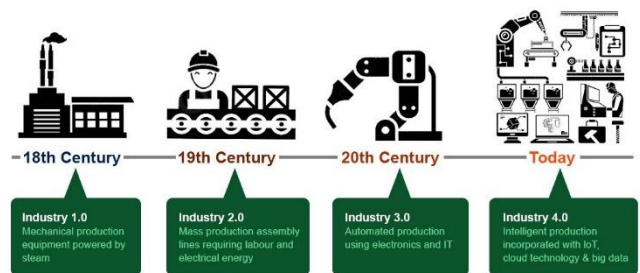 18th Century
19th Century
20th Century
Today
Industry 1.0
Mechanical production
equipment powered by
steam
Industry 2.0
Mass production assembly
lines requiring labour and
electrical energy
Industry 3.0
Automated production
using electronics and IT
Industry 4.0
Intelligent production
incorporated with IoT,
cloud technology & big data